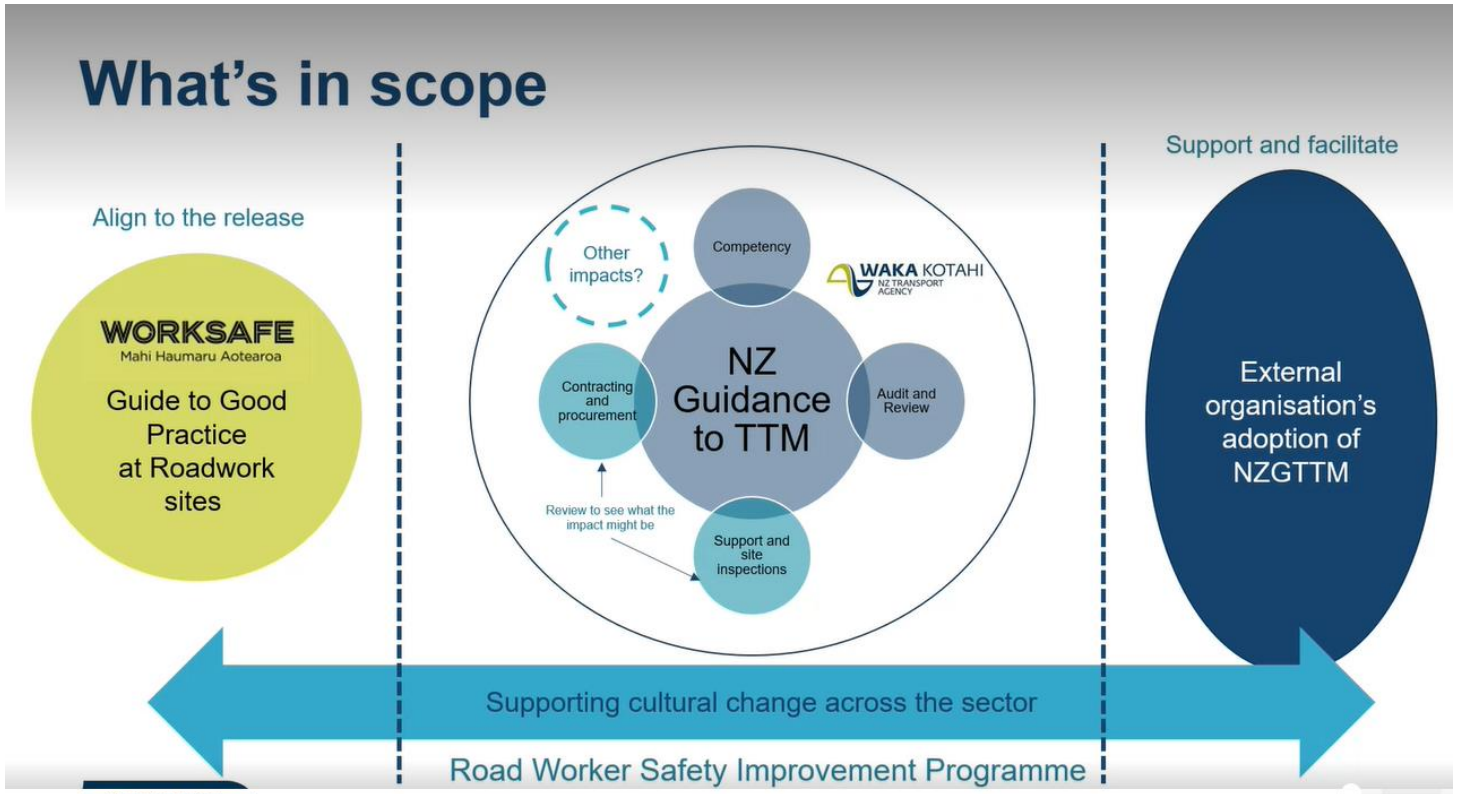 What's in scope
Align to the release
WORKSAFE
Mahi Haumaru Aotearoa
Guide to Good
Practice
at Roadwork
sites
Other
impacts?
Competency
WAKA KOTAHI
NZ TRANSPORT
AGENCY
Contracting
and
procurement
NZ
Guidance
to TTM
Audit and
Review
Review to see what the
impact might be
Support and
site
inspections
Support and facilitate
External
organisation's
adoption of
NZGTTM
Supporting cultural change across the sector
Road Worker Safety Improvement Programme